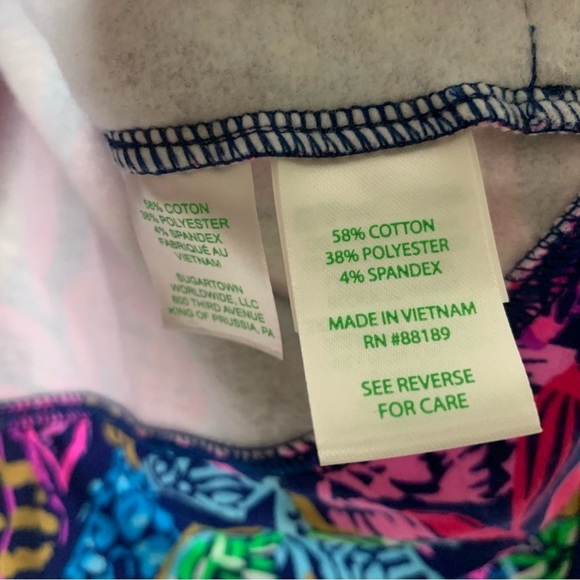 58% COTON
38% POLYESTER
4% SPANDEX
FABRIQUÉ AU
VIETNAM
SUGARTOWN
WORLDWIDE, LLC
800 THIRD AVENUE
KING OF PRUSSIA, PA
58% COTTON
38% POLYESTER
4% SPANDEX
MADE IN VIETNAM
RN #88189
SEE REVERSE
FOR CARE